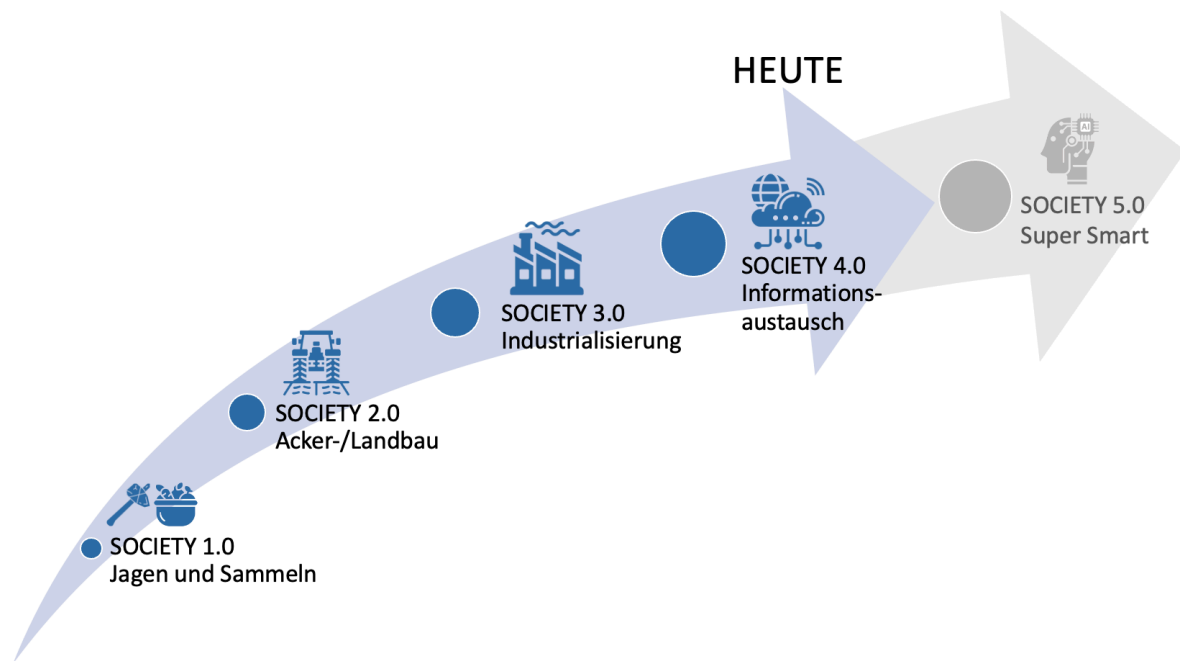 HEUTE
SOCIETY 1.0
Jagen und Sammeln
SOCIETY 2.0
Acker-/Landbau
SOCIETY 3.0
Industrialisierung
SOCIETY 4.0
Informations-
austausch
AI
SOCIETY 5.0
Super Smart